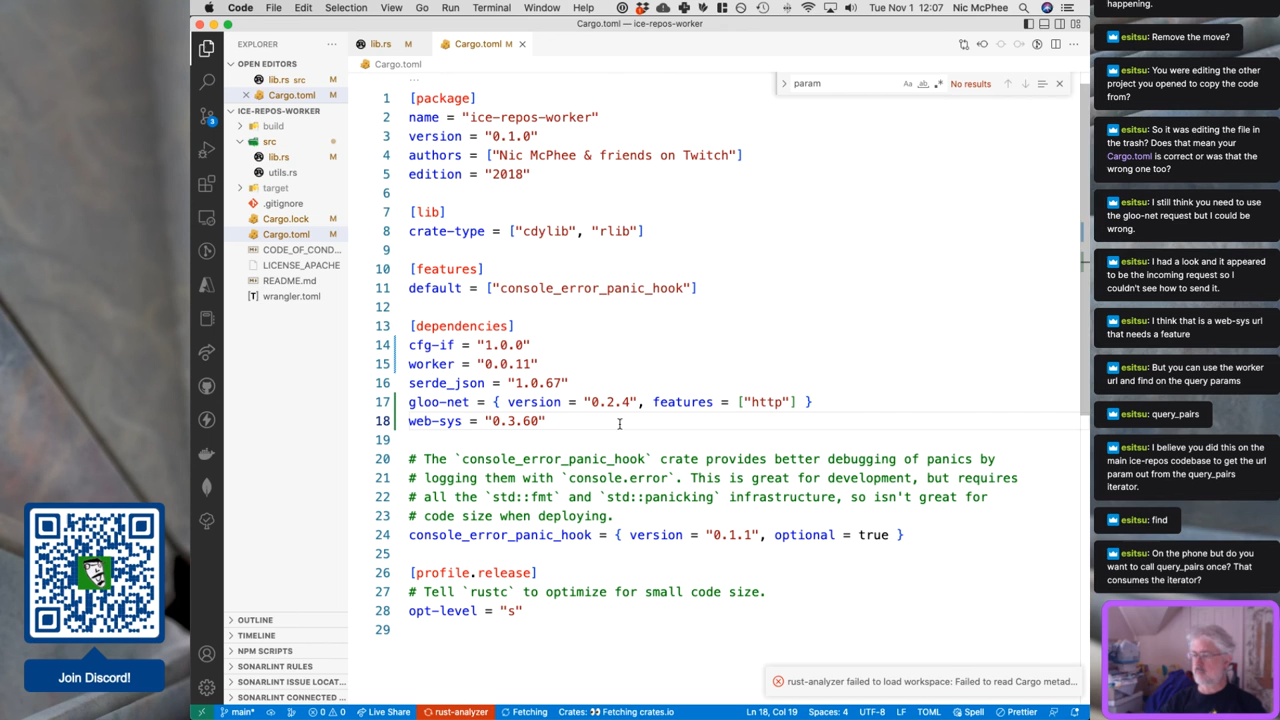 Code File Edit Selection View Go Run Terminal Window Help Tue Nov 1 12:07 Nic McPhee
Cargo.toml — ice-repos-worker
EXPLORER
OPEN EDITORS
lib.rs src M
Cargo.toml M
ICE-REPOS-WORKER
build
src
lib.rs
utils.rs
target
.gitignore
Cargo.lock M
Cargo.toml M
CODE_OF_COND...
LICENSE_APACHE
README.md
wrangler.toml
OUTLINE
TIMELINE
NPM SCRIPTS
SONARLINT RULES
SONARLINT ISSUE LOCAT...
SONARLINT CONNECTED ...
lib.rs M
Cargo.toml M
Cargo.toml
param
Aa ab No results
1 [package]
2 name = "ice-repos-worker"
3 version = "0.1.0"
4 authors = ["Nic McPhee & friends on Twitch"]
5 edition = "2018"
6
7 [lib]
8 crate-type = ["cdylib", "rlib"]
9
10 [features]
11 default = ["console_error_panic_hook"]
12
13 [dependencies]
14 cfg-if = "1.0.0"
15 worker = "0.0.11"
16 serde_json = "1.0.67"
17 gloo-net = { version = "0.2.4", features = ["http"] }
18 web-sys = "0.3.60"
19
20 # The `console_error_panic_hook` crate provides better debugging of panics by
21 # logging them with `console.error`. This is great for development, but requires
22 # all the `std::fmt` and `std::panicking` infrastructure, so isn't great for
23 # code size when deploying.
24 console_error_panic_hook = { version = "0.1.1", optional = true }
25
26 [profile.release]
27 # Tell `rustc` to optimize for small code size.
28 opt-level = "s"
29
rust-analyzer failed to load workspace: Failed to read Cargo metad...
main* 0 0 Live Share rust-analyzer Fetching Crates: Fetching crates.io Ln 18, Col 19 Spaces: 4 UTF-8 LF TOML Spell Prettier
3
Join Discord!
happening.
esitsu: Remove the move?
esitsu: You were editing the other
project you opened to copy the code
from?
esitsu: So it was editing the file in
the trash? Does that mean your
Cargo.toml is correct or was that the
wrong one too?
esitsu: I still think you need to use
the gloo-net request but I could be
wrong.
esitsu: I had a look and it appeared
to be the incoming request so I
couldn't see how to send it.
esitsu: I think that is a web-sys url
that needs a feature
esitsu: But you can use the worker
url and find on the query params
esitsu: query_pairs
esitsu: I believe you did this on the
main ice-repos codebase to get the url
param out from the query_pairs
iterator.
esitsu: find
esitsu: On the phone but do you
want to call query_pairs once? That
consumes the iterator?